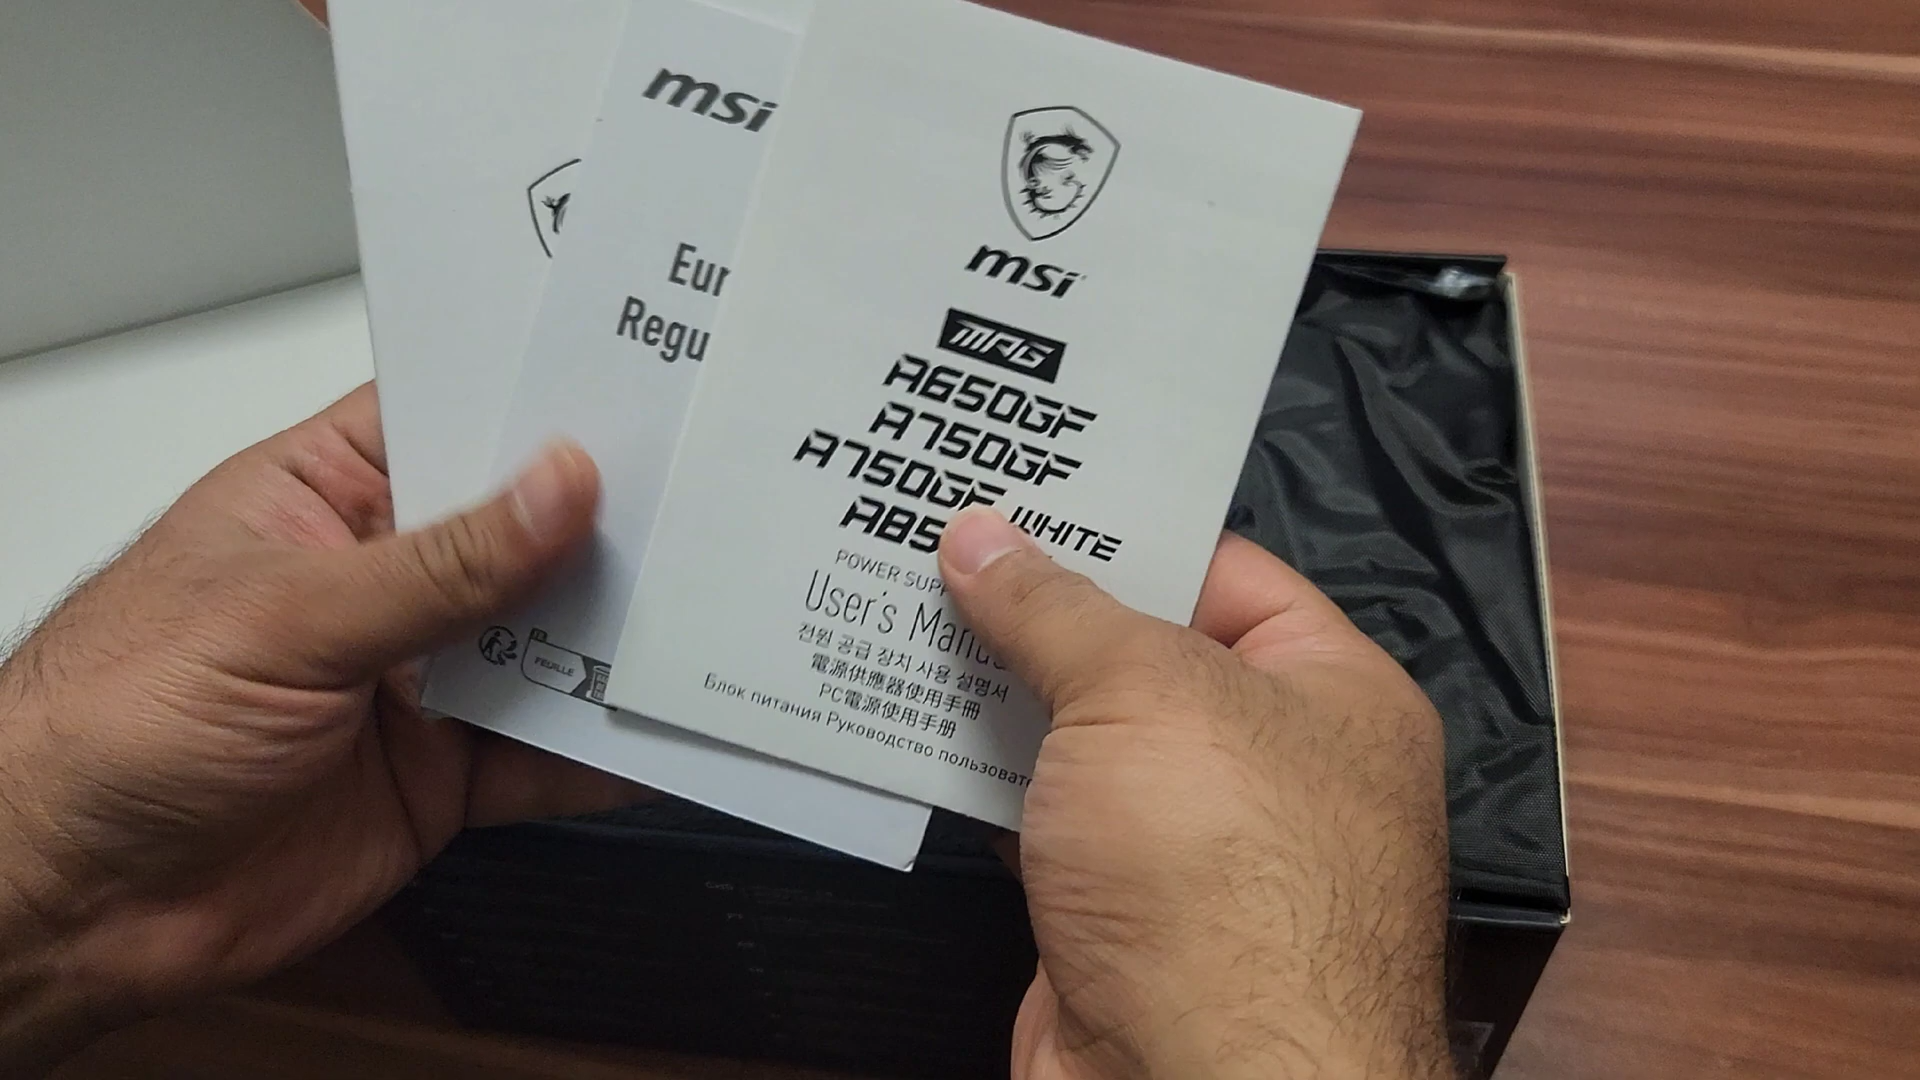 msi
Eur
Regu
FR
FEUILLE
msi
MPG
A650GF
A750GF
A750GF WHITE
A85
POWER SUPP
User's Manu
전원 공급 장치 사용 설명서
電源供應器使用手冊
PC電源使用手册
Блок питания Руководство пользоват